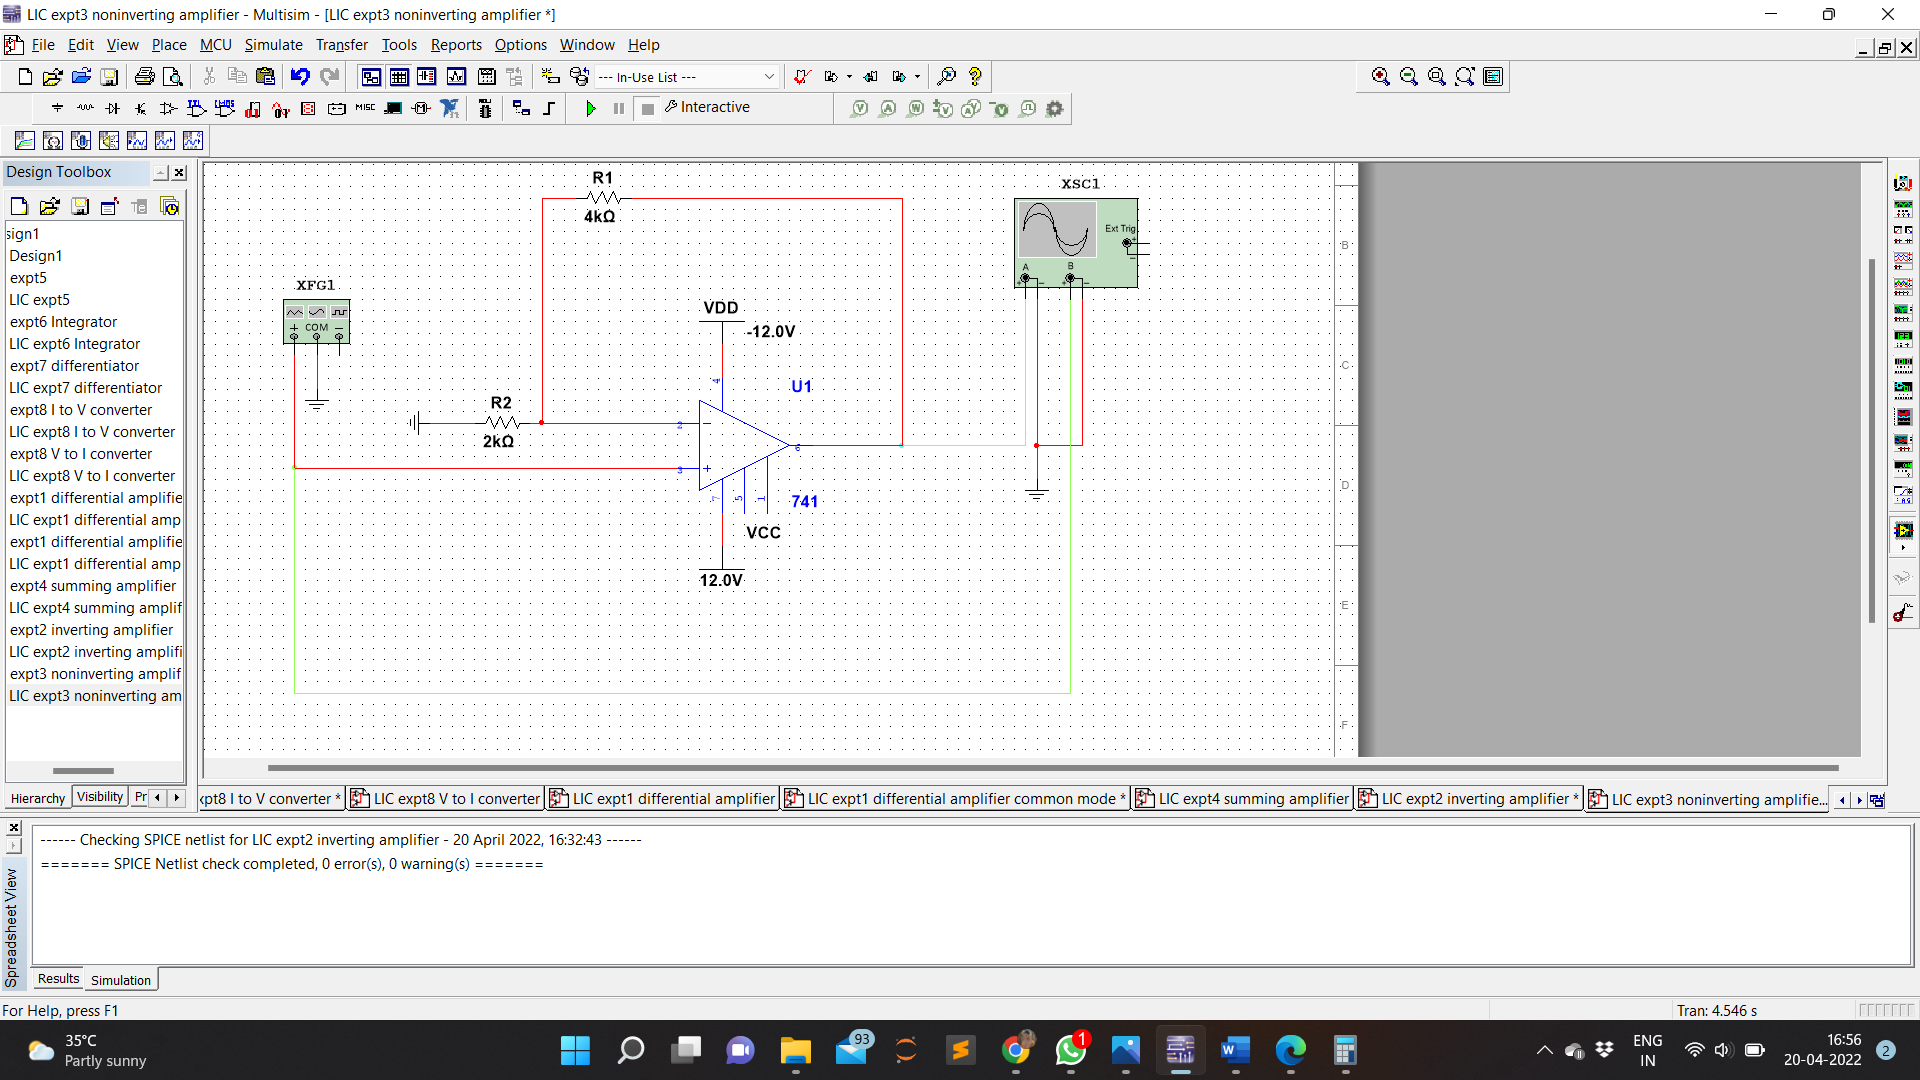 LIC expt3 noninverting amplifier - Multisim - [LIC expt3 noninverting amplifier *]
File Edit View Place MCU Simulate Transfer Tools Reports Options Window Help
--- In-Use List ---
MISC Interactive
Design Toolbox
sign1
Design1
expt5
LIC expt5
expt6 Integrator
LIC expt6 Integrator
expt7 differentiator
LIC expt7 differentiator
expt8 I to V converter
LIC expt8 I to V converter
expt8 V to I converter
LIC expt8 V to I converter
expt1 differential amplifie
LIC expt1 differential amp
expt1 differential amplifie
LIC expt1 differential amp
expt4 summing amplifier
LIC expt4 summing amplif
expt2 inverting amplifier
LIC expt2 inverting amplifi
expt3 noninverting amplif
LIC expt3 noninverting am
Hierarchy Visibility Pr
R1
4kΩ
XSC1
Ext Trig
A B
XFG1
COM
VDD
-12.0V
U1
R2
2kΩ
4
2
3
6
7 5 1
741
VCC
12.0V
B
C
D
E
F
xpt8 I to V converter * LIC expt8 V to I converter LIC expt1 differential amplifier LIC expt1 differential amplifier common mode * LIC expt4 summing amplifier LIC expt2 inverting amplifier * LIC expt3 noninverting amplifie...
------ Checking SPICE netlist for LIC expt2 inverting amplifier - 20 April 2022, 16:32:43 ------
======= SPICE Netlist check completed, 0 error(s), 0 warning(s) =======
Spreadsheet View
Results Simulation
For Help, press F1
Tran: 4.546 s
35°C
Partly sunny
93
1
ENG
IN
16:56
20-04-2022
2